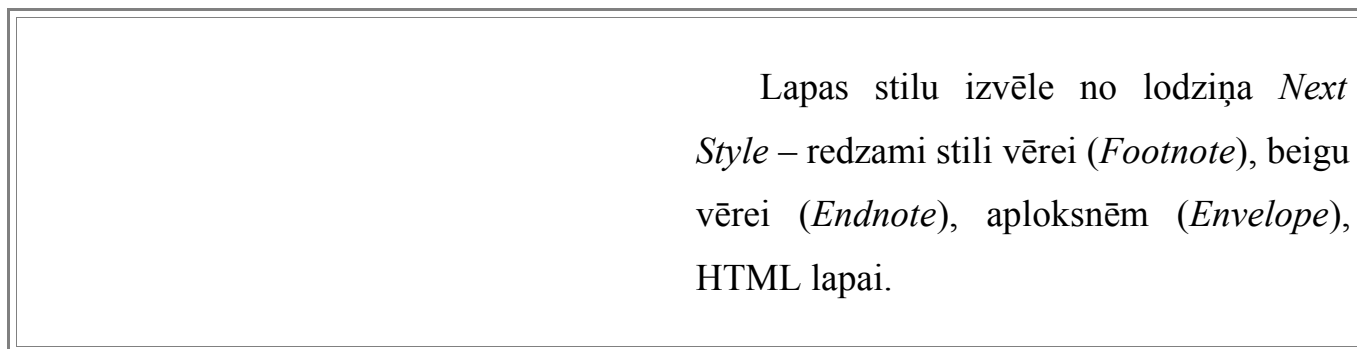 Lapas stilu izvēle no lodziņa Next
Style – redzami stili vērei (Footnote), beigu
vērei (Endnote), aploksnēm (Envelope),
HTML lapai.